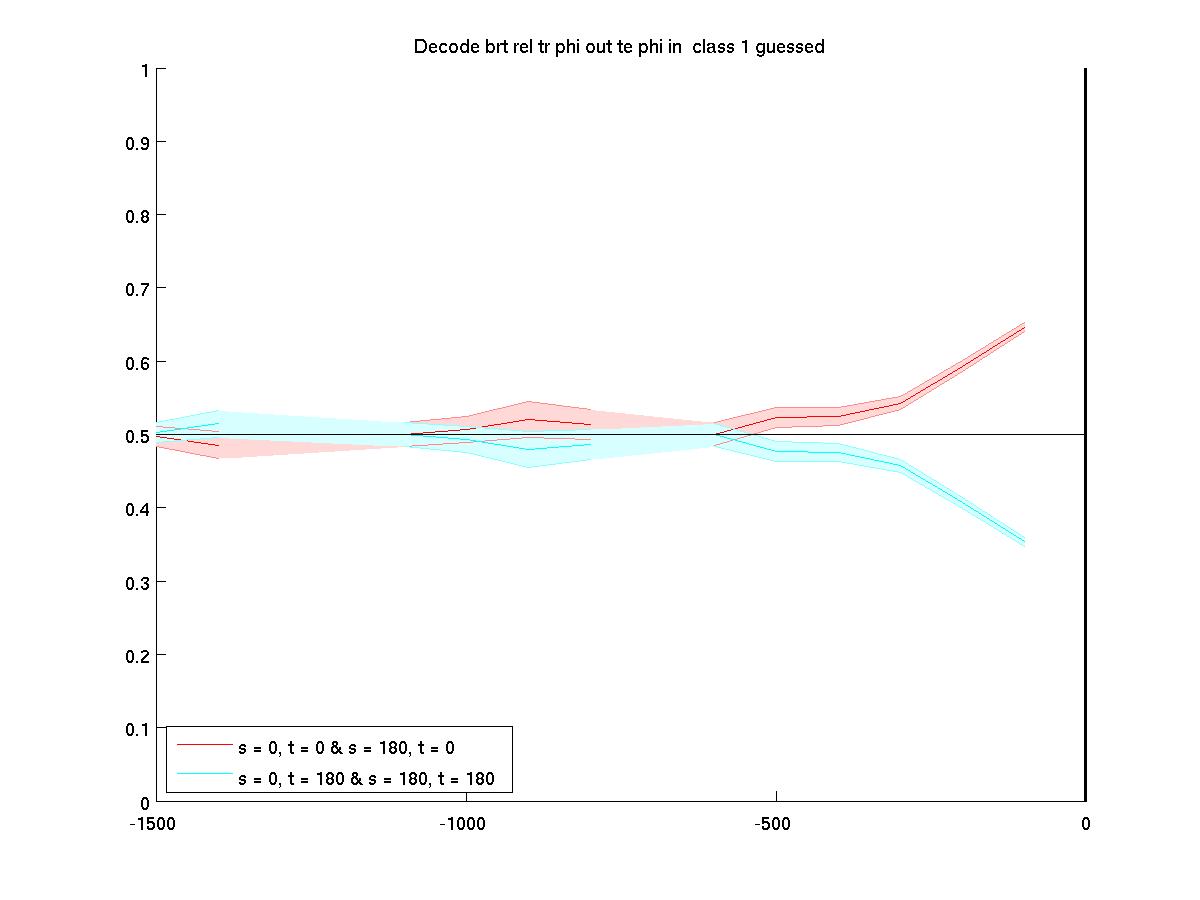 Decode brt rel tr phi out te phi in  class 1 guessed
1
0.9
0.8
0.7
0.6
0.5
0.4
0.3
0.2
0.1
0
s = 0, t = 0 & s = 180, t = 0
s = 0, t = 180 & s = 180, t = 180
-1500 -1000 -500 0